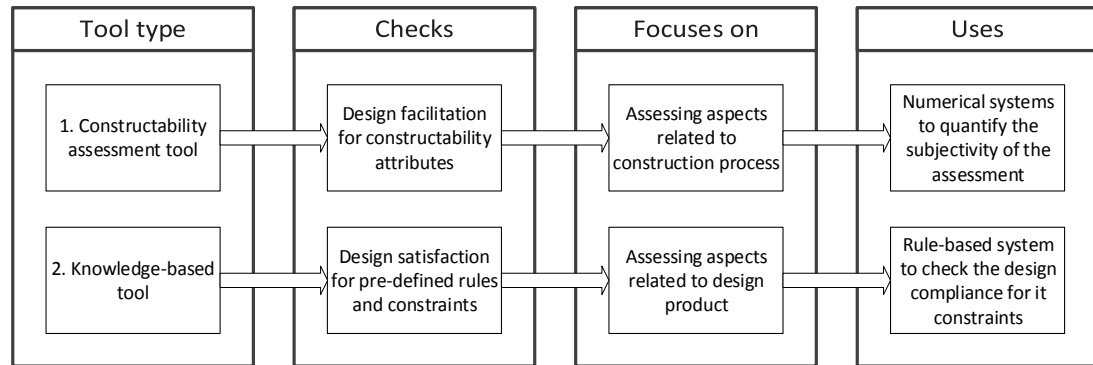 Tool type
Checks
Focuses on
Uses
1. Constructability
assessment tool
Design facilitation
for constructability
attributes
Assessing aspects
related to
construction process
Numerical systems
to quantify the
subjectivity of the
assessment
2. Knowledge-based
tool
Design satisfaction
for pre-defined rules
and constraints
Assessing aspects
related to design
product
Rule-based system
to check the design
compliance for it
constraints